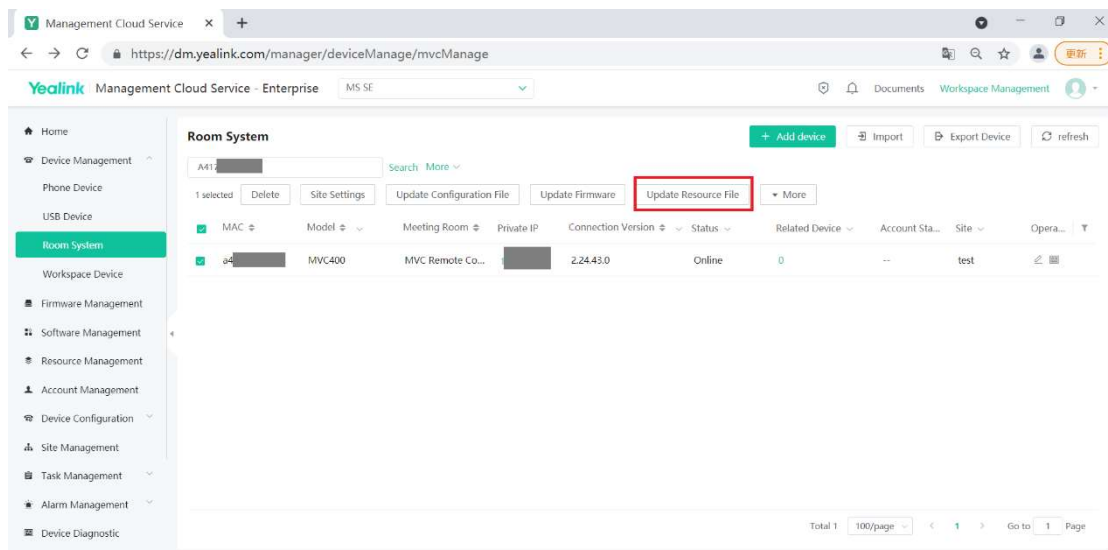 Management Cloud Service
https://dm.yealink.com/manager/deviceManage/mvcManage
更新
Yealink Management Cloud Service - Enterprise MS SE Documents Workspace Management
Home
Device Management
Phone Device
USB Device
Room System
Workspace Device
Firmware Management
Software Management
Resource Management
Account Management
Device Configuration
Site Management
Task Management
Alarm Management
Device Diagnostic
Room System + Add device Import Export Device refresh
A417 Search More
1 selected Delete Site Settings Update Configuration File Update Firmware Update Resource File More
MAC Model Meeting Room Private IP Connection Version Status Related Device Account Sta... Site Opera...
a4 MVC400 MVC Remote Co... 2.24.43.0 Online 0 -- test
Total 1 100/page < 1 > Go to 1 Page